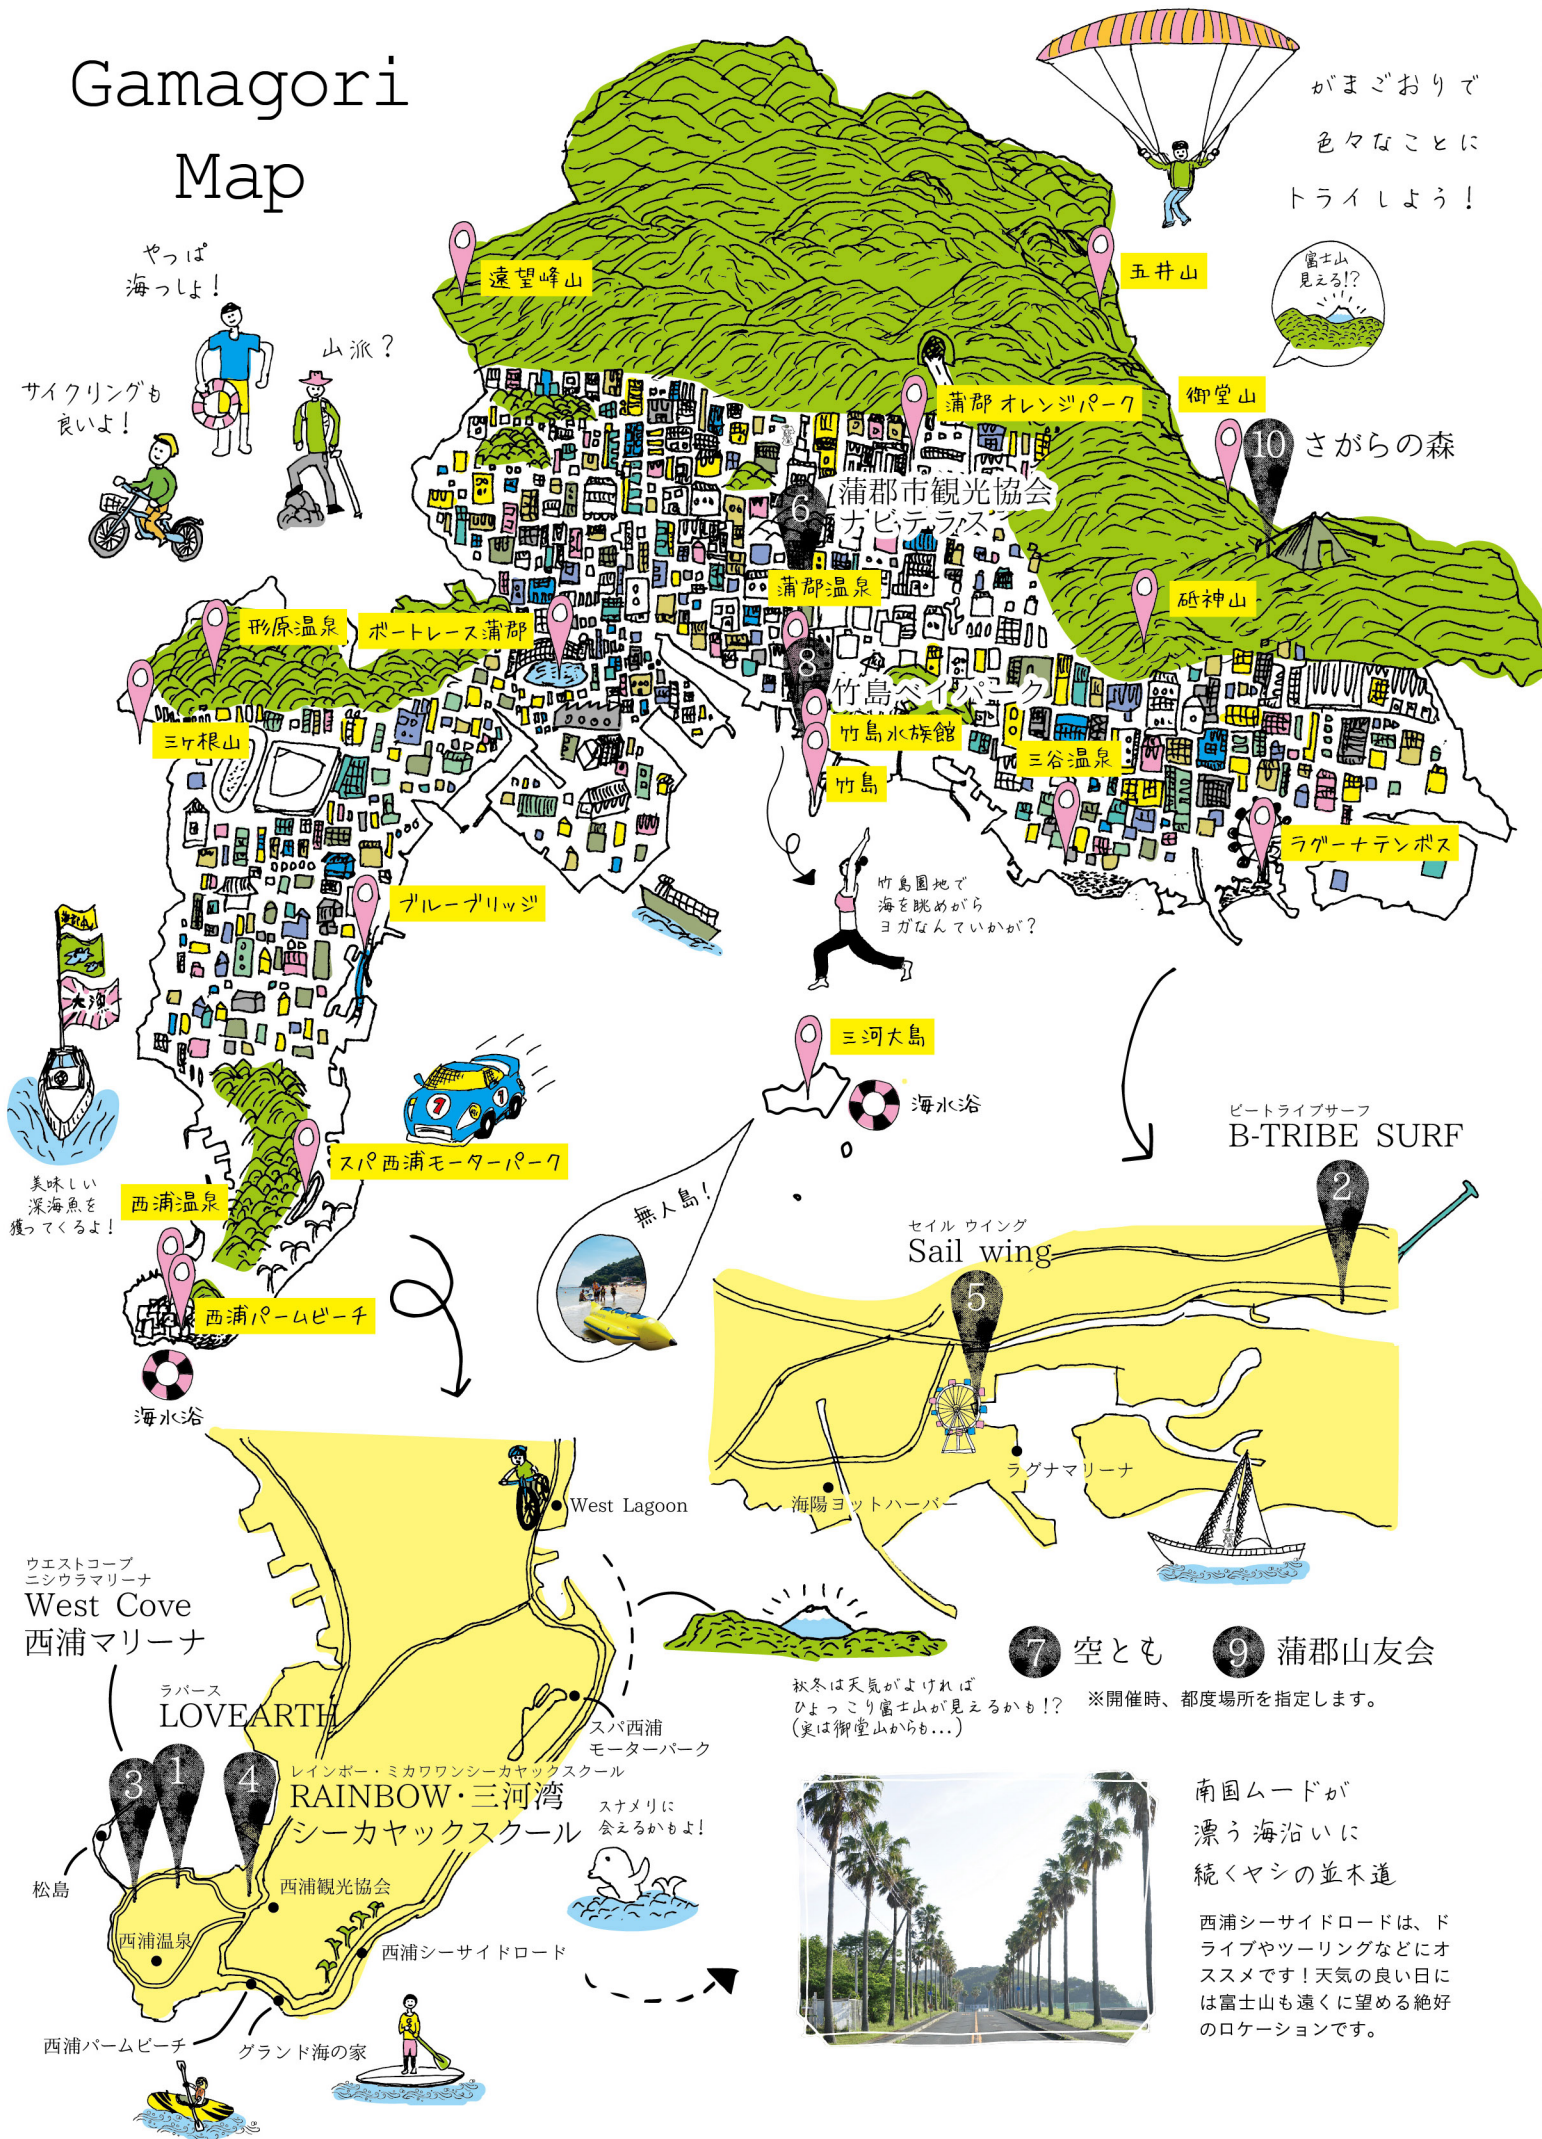 Gamagori
Map
がまごおりで
色々なことに
トライしよう!
やっぱ
海っしょ!
山派?
サイクリングも
良いよ!
遠望峰山
五井山
富士山
見える!?
蒲郡オレンジパーク
御堂山
10 さがらの森
6 蒲郡市観光協会
ナビテラス
蒲郡温泉
砥神山
形原温泉
ボートレース蒲郡
8 竹島ベイパーク
三ヶ根山
竹島水族館
竹島
三谷温泉
ラグーナテンボス
ブルーブリッジ
竹島園地で
海を眺めがら
ヨガなんていかが?
大漁
三河大島
海水浴
美味しい
深海魚を
獲ってくるよ!
スパ西浦モーターパーク
西浦温泉
西浦パームビーチ
海水浴
無人島!
ビートライブサーフ
B-TRIBE SURF
2
セイル ウイング
Sail wing
5
ラグナマリーナ
海陽ヨットハーバー
West Lagoon
ウエストコーブ
ニシウラマリーナ
West Cove
西浦マリーナ
ラバース
LOVEARTH
3
1
4
レインボー・ミカワワンシーカヤックスクール
RAINBOW・三河湾
シーカヤックスクール
スパ西浦
モーターパーク
スナメリに
会えるかもよ!
松島
西浦観光協会
西浦温泉
西浦シーサイドロード
西浦パームビーチ
グランド海の家
秋冬は天気がよければ
ひょっこり富士山が見えるかも!?
(実は御堂山からも...)
7 空とも
9 蒲郡山友会
※開催時、都度場所を指定します。
南国ムードが
漂う海沿いに
続くヤシの並木道
西浦シーサイドロードは、ド
ライブやツーリングなどにオ
ススメです!天気の良い日に
は富士山も遠くに望める絶好
のロケーションです。